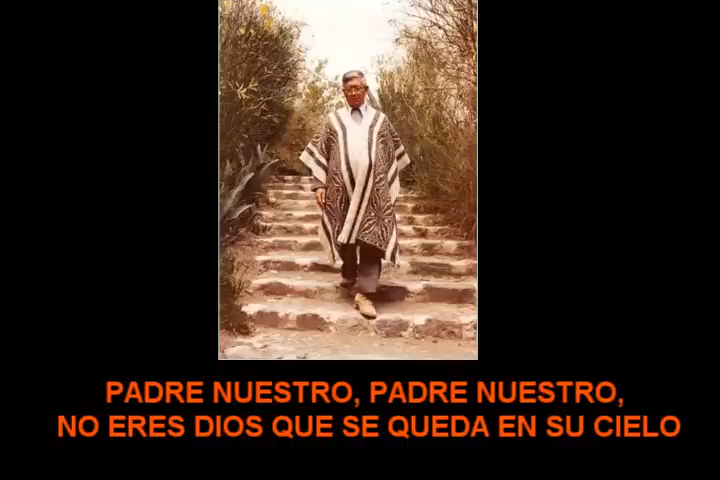 PADRE NUESTRO, PADRE NUESTRO,
NO ERES DIOS QUE SE QUEDA EN SU CIELO